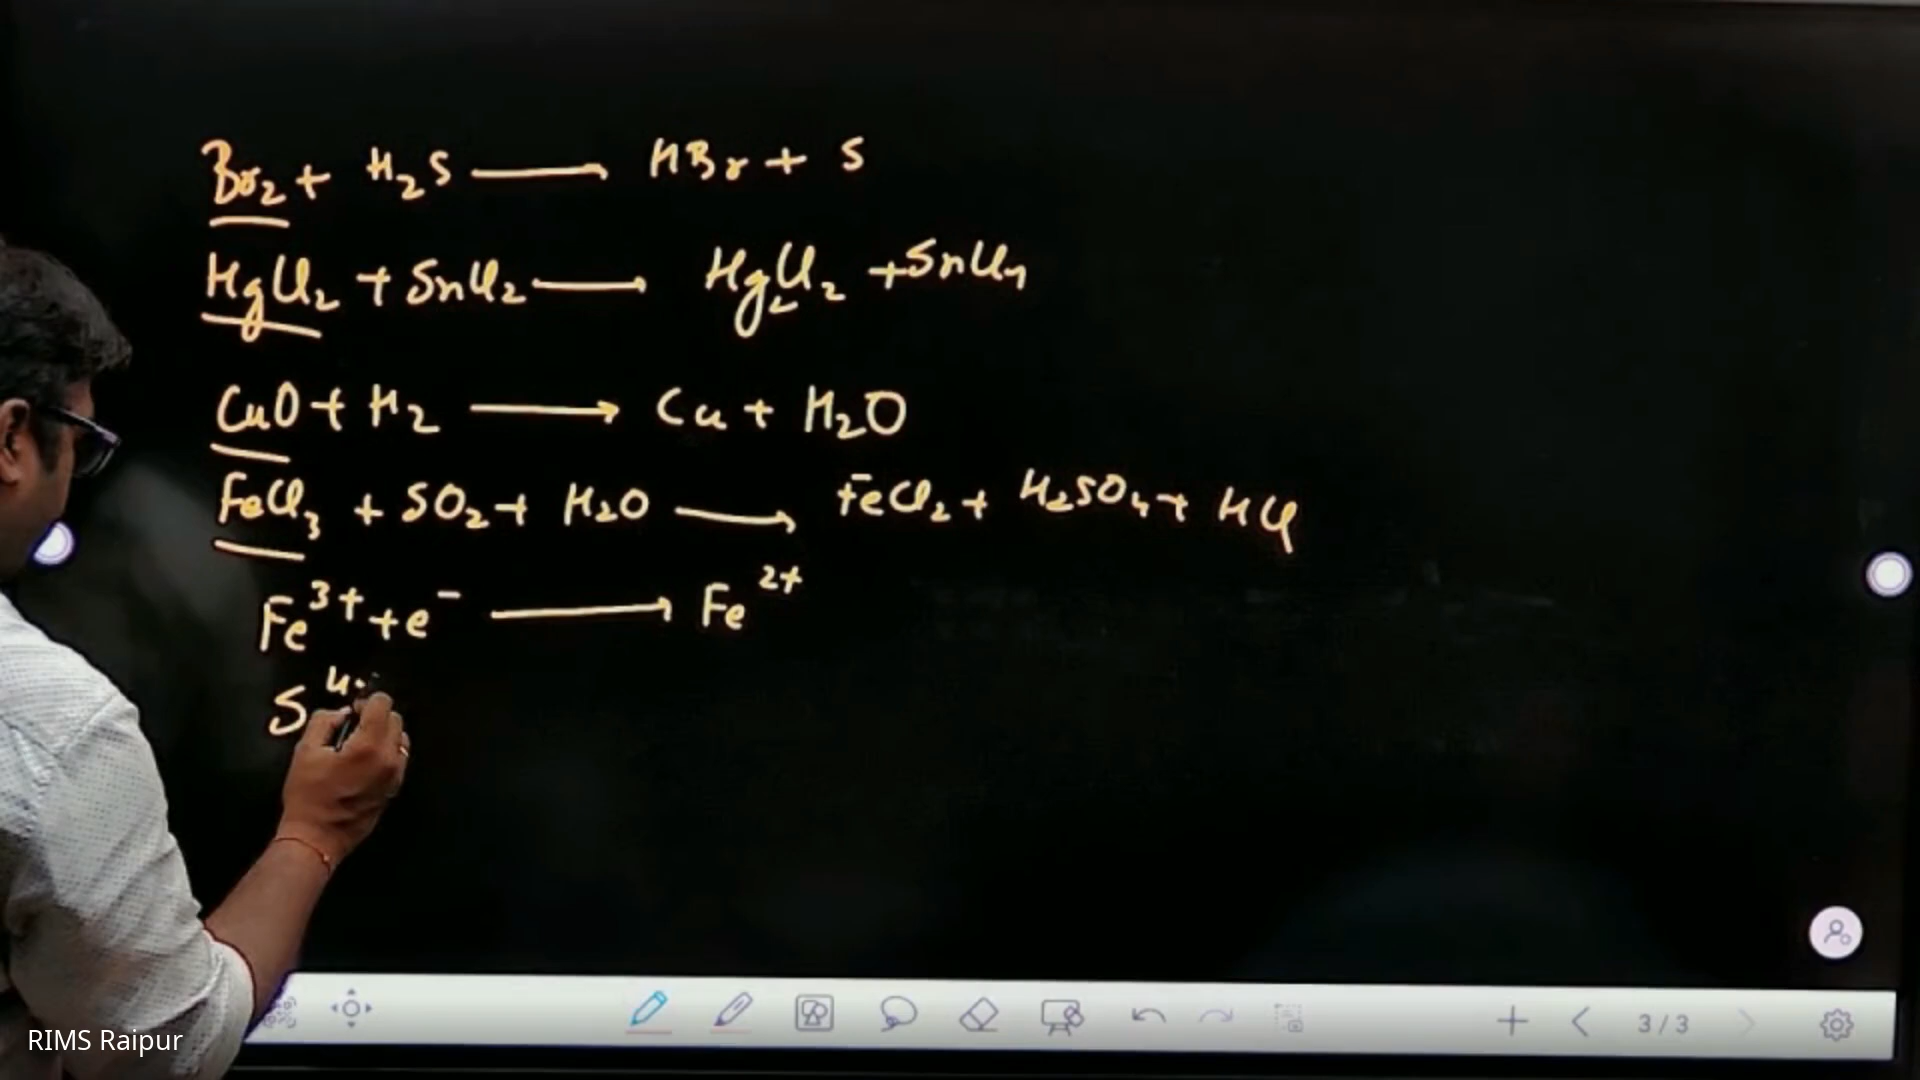 Br₂ + H₂S ⟶ HBr + S
HgCl₂ + SnCl₂ ⟶ Hg₂Cl₂ + SnCl₄
CuO + H₂ ⟶ Cu + H₂O
FeCl₃ + SO₂ + H₂O ⟶ FeCl₂ + H₂SO₄ + HCl
Fe³⁺ + e⁻ ⟶ Fe²⁺
S⁴
3/3
RIMS Raipur